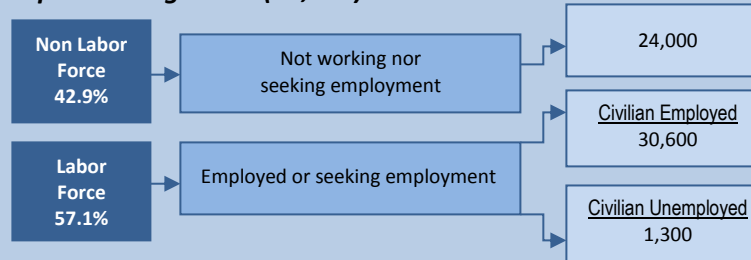 Non Labor
Force
42.9%
Not working nor
seeking employment
24,000
Labor
Force
57.1%
Employed or seeking employment
Civilian Employed
30,600
Civilian Unemployed
1,300